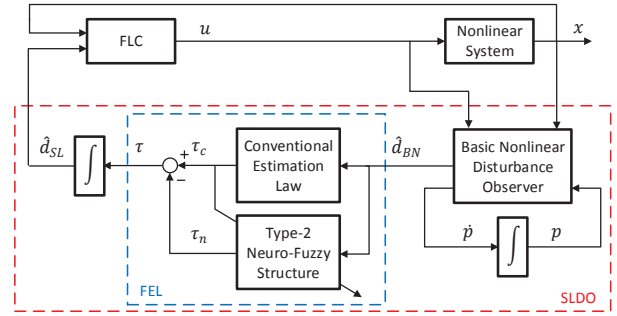 FLC
u
Nonlinear
System
x
d̂_SL
∫
τ
+
−
τ_c
τ_n
Conventional
Estimation
Law
Type-2
Neuro-Fuzzy
Structure
FEL
d̂_BN
Basic Nonlinear
Disturbance
Observer
ṗ
∫
p
SLDO